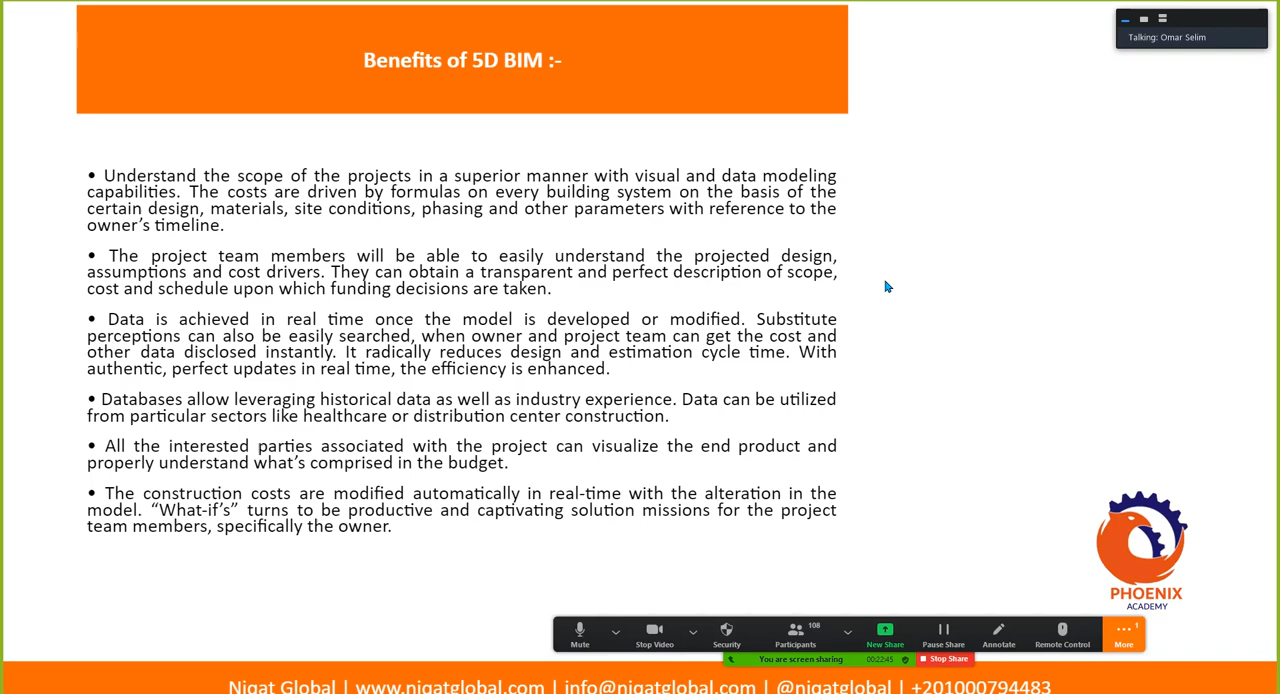 Benefits of 5D BIM :-
Talking: Omar Selim
• Understand the scope of the projects in a superior manner with visual and data modeling
capabilities. The costs are driven by formulas on every building system on the basis of the
certain design, materials, site conditions, phasing and other parameters with reference to the
owner’s timeline.
• The project team members will be able to easily understand the projected design,
assumptions and cost drivers. They can obtain a transparent and perfect description of scope,
cost and schedule upon which funding decisions are taken.
• Data is achieved in real time once the model is developed or modified. Substitute
perceptions can also be easily searched, when owner and project team can get the cost and
other data disclosed instantly. It radically reduces design and estimation cycle time. With
authentic, perfect updates in real time, the efficiency is enhanced.
• Databases allow leveraging historical data as well as industry experience. Data can be utilized
from particular sectors like healthcare or distribution center construction.
• All the interested parties associated with the project can visualize the end product and
properly understand what’s comprised in the budget.
• The construction costs are modified automatically in real-time with the alteration in the
model. “What-if’s” turns to be productive and captivating solution missions for the project
team members, specifically the owner.
PHOENIX
ACADEMY
108
1
Mute Stop Video Security Participants New Share Pause Share Annotate Remote Control More
You are screen sharing 00:22:45 Stop Share
Nigat Global | www.nigatglobal.com | info@nigatglobal.com | @nigatglobal | +201000794483